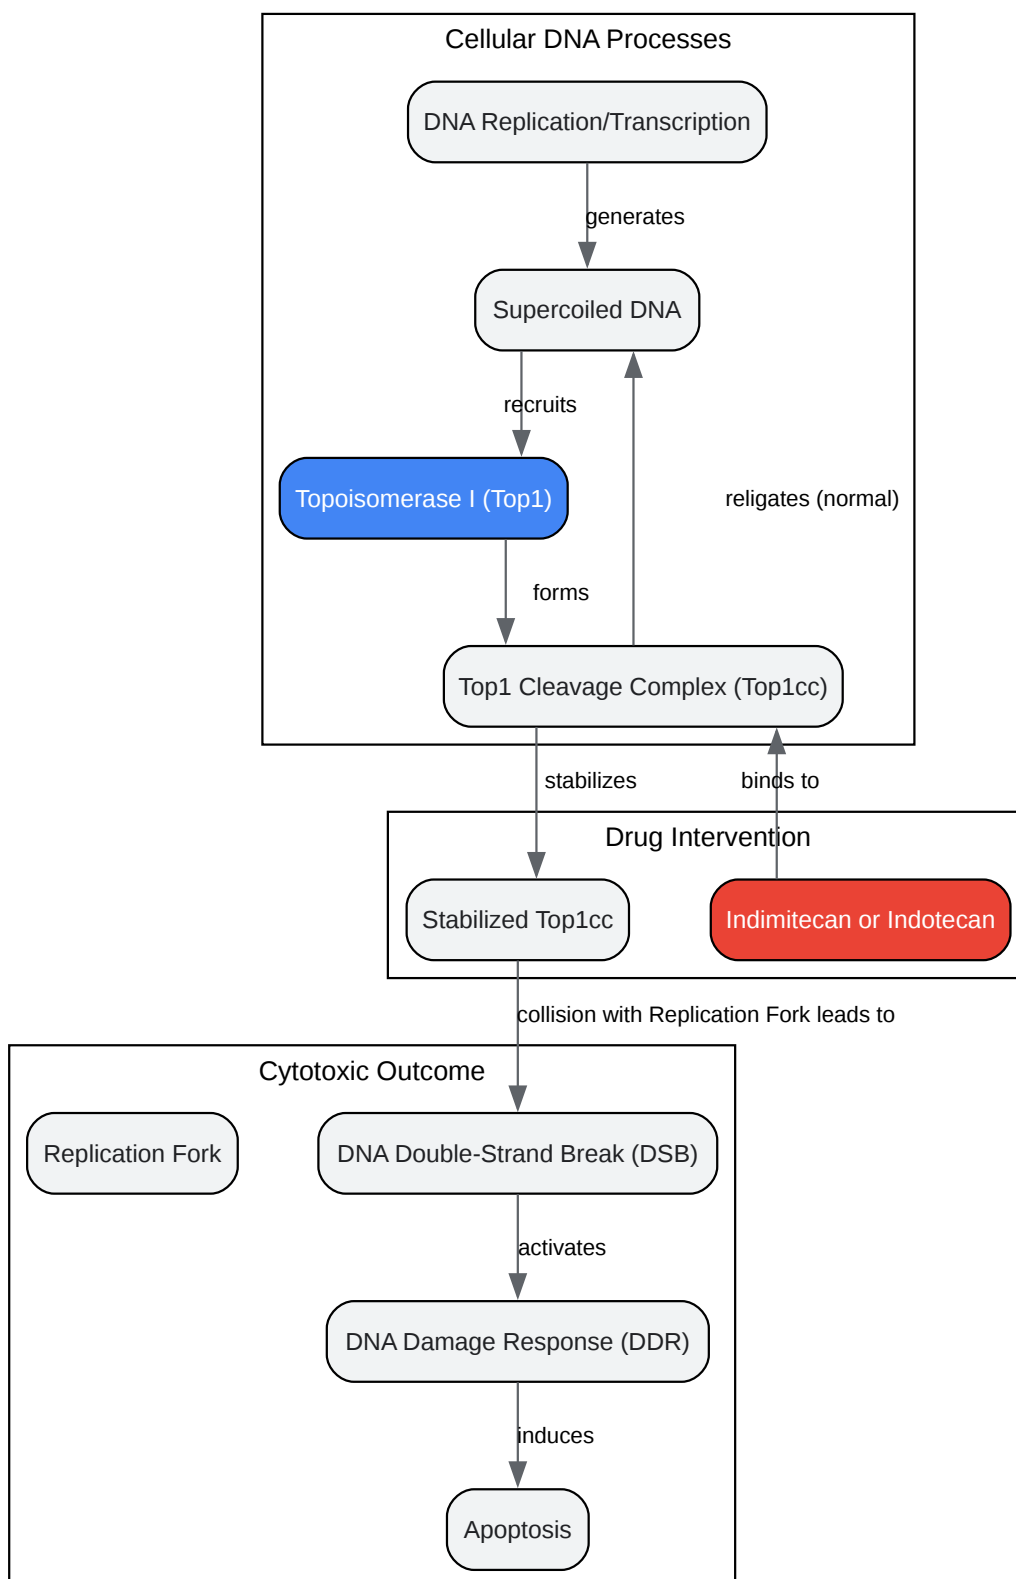 Cellular DNA Processes
DNA Replication/Transcription
generates
Supercoiled DNA
recruits
Topoisomerase I (Top1)
religates (normal)
forms
Top1 Cleavage Complex (Top1cc)
stabilizes
binds to
Drug Intervention
Stabilized Top1cc
Indimitecan or Indotecan
collision with Replication Fork leads to
Cytotoxic Outcome
Replication Fork
DNA Double-Strand Break (DSB)
activates
DNA Damage Response (DDR)
induces
Apoptosis